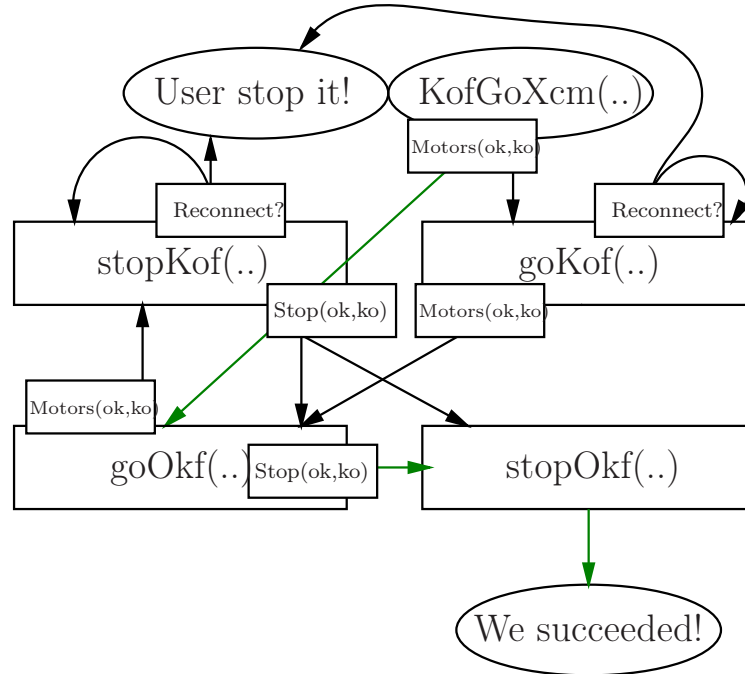 User stop it!
KofGoXcm(..)
Motors(ok,ko)
Reconnect?
Reconnect?
stopKof(..)
goKof(..)
Stop(ok,ko)
Motors(ok,ko)
Motors(ok,ko)
goOkf(..)
Stop(ok,ko)
stopOkf(..)
We succeeded!